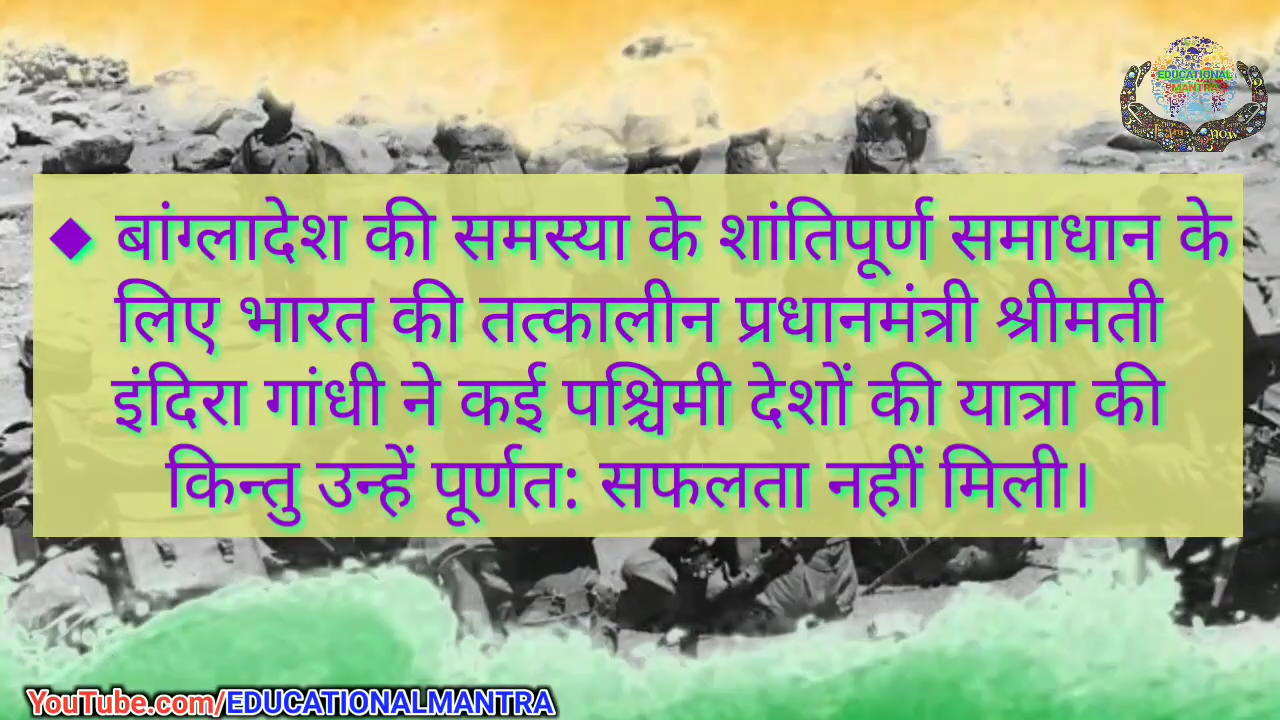 EDUCATIONAL
MANTRA
◆ बांग्लादेश की समस्या के शांतिपूर्ण समाधान के
लिए भारत की तत्कालीन प्रधानमंत्री श्रीमती
इंदिरा गांधी ने कई पश्चिमी देशों की यात्रा की
किन्तु उन्हें पूर्णत: सफलता नहीं मिली।
YouTube.com/EDUCATIONALMANTRA